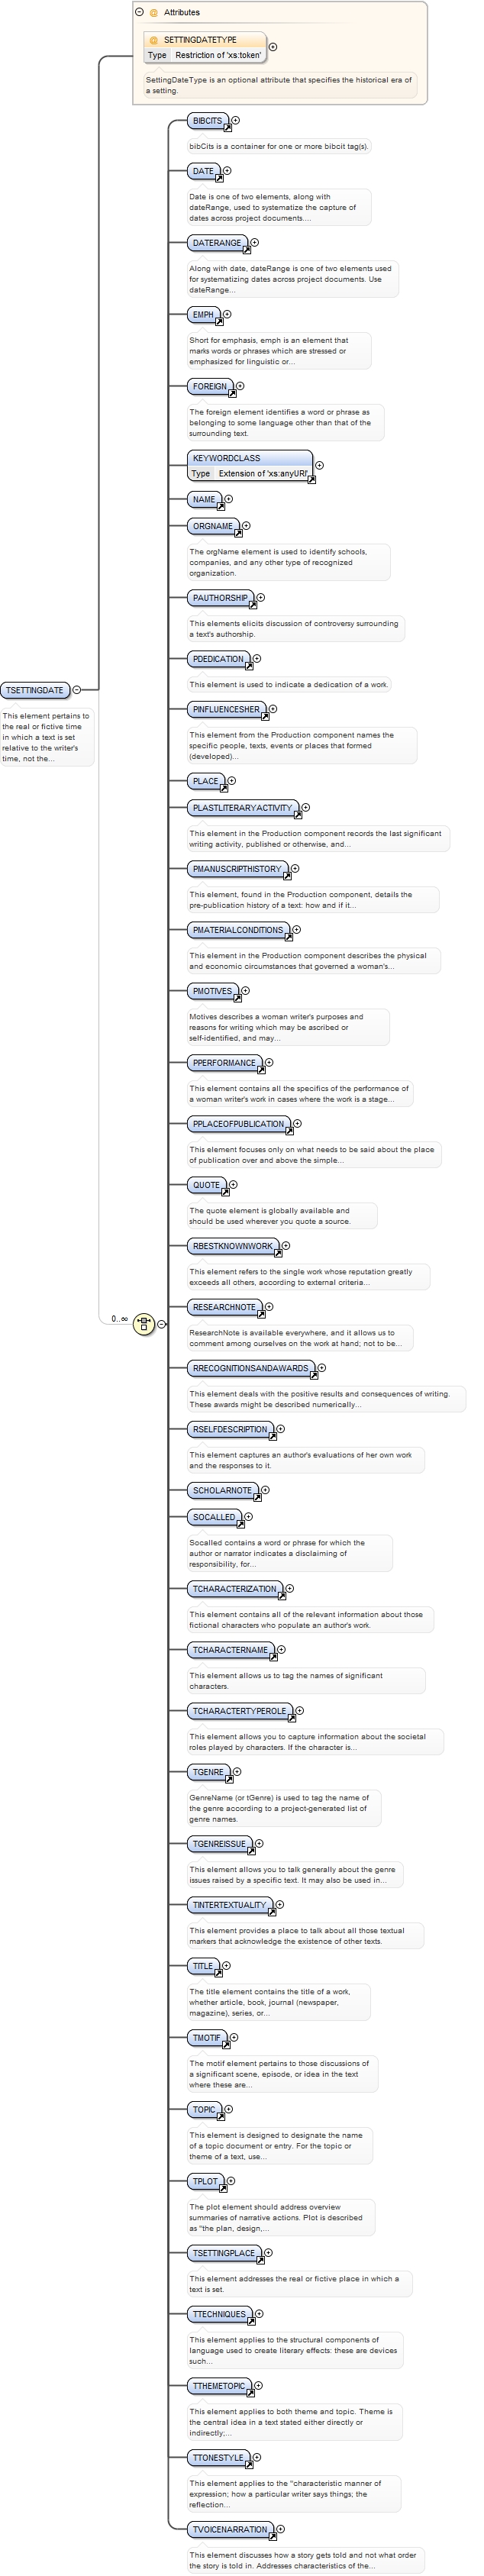 Attributes
SETTINGDATETYPE
Type Restriction of 'xs:token'
SettingDateType is an optional attribute that specifies the historical era of
a setting.
TSETTINGDATE
This element pertains to
the real or fictive time
in which a text is set
relative to the writer's
time, not the...
0..∞
BIBCITS
bibCits is a container for one or more bibcit tag(s).
DATE
Date is one of two elements, along with
dateRange, used to systematize the capture of
dates across project documents....
DATERANGE
Along with date, dateRange is one of two elements used
for systematizing dates across project documents. Use
dateRange...
EMPH
Short for emphasis, emph is an element that
marks words or phrases which are stressed or
emphasized for linguistic or...
FOREIGN
The foreign element identifies a word or phrase as
belonging to some language other than that of the
surrounding text.
KEYWORDCLASS
Type Extension of 'xs:anyURI'
NAME
ORGNAME
The orgName element is used to identify schools,
companies, and any other type of recognized
organization.
PAUTHORSHIP
This elements elicits discussion of controversy surrounding
a text's authorship.
PDEDICATION
This element is used to indicate a dedication of a work.
PINFLUENCESHER
This element from the Production component names the
specific people, texts, events or places that formed
(developed)...
PLACE
PLASTLITERARYACTIVITY
This element in the Production component records the last significant
writing activity, published or otherwise, and...
PMANUSCRIPTHISTORY
This element, found in the Production component, details the
pre-publication history of a text: how and if it...
PMATERIALCONDITIONS
This element in the Production component describes the physical
and economic circumstances that governed a woman's...
PMOTIVES
Motives describes a woman writer's purposes and
reasons for writing which may be ascribed or
self-identified, and may...
PPERFORMANCE
This element contains all the specifics of the performance of
a woman writer's work in cases where the work is a stage...
PPLACEOFPUBLICATION
This element focuses only on what needs to be said about the place
of publication over and above the simple...
QUOTE
The quote element is globally available and
should be used wherever you quote a source.
RBESTKNOWNWORK
This element refers to the single work whose reputation greatly
exceeds all others, according to external criteria...
RESEARCHNOTE
ResearchNote is available everywhere, and it allows us to
comment among ourselves on the work at hand; not to be...
RRECOGNITIONSANDAWARDS
This element deals with the positive results and consequences of writing.
These awards might be described numerically...
RSELFDESCRIPTION
This element captures an author's evaluations of her own work
and the responses to it.
SCHOLARNOTE
SOCALLED
Socalled contains a word or phrase for which the
author or narrator indicates a disclaiming of
responsibility, for...
TCHARACTERIZATION
This element contains all of the relevant information about those
fictional characters who populate an author's work.
TCHARACTERNAME
This element allows us to tag the names of significant
characters.
TCHARACTERTYPEROLE
This element allows you to capture information about the societal
roles played by characters. If the character is...
TGENRE
GenreName (or tGenre) is used to tag the name of
the genre according to a project-generated list of
genre names.
TGENREISSUE
This element allows you to talk generally about the genre
issues raised by a specific text. It may also be used in...
TINTERTEXTUALITY
This element provides a place to talk about all those textual
markers that acknowledge the existence of other texts.
TITLE
The title element contains the title of a work,
whether article, book, journal (newspaper,
magazine), series, or...
TMOTIF
The motif element pertains to those discussions of
a significant scene, episode, or idea in the text
where these are...
TOPIC
This element is designed to designate the name
of a topic document or entry. For the topic or
theme of a text, use...
TPLOT
The plot element should address overview
summaries of narrative actions. Plot is described
as "the plan, design,...
TSETTINGPLACE
This element addresses the real or fictive place in which a
text is set.
TTECHNIQUES
This element applies to the structural components of
language used to create literary effects: these are devices
such...
TTHEMETOPIC
This element applies to both theme and topic. Theme is
the central idea in a text stated either directly or
indirectly;...
TTONESTYLE
This element applies to the "characteristic manner of
expression; how a particular writer says things; the
reflection...
TVOICENARRATION
This element discusses how a story gets told and not what order
the story is told in. Addresses characteristics of the...